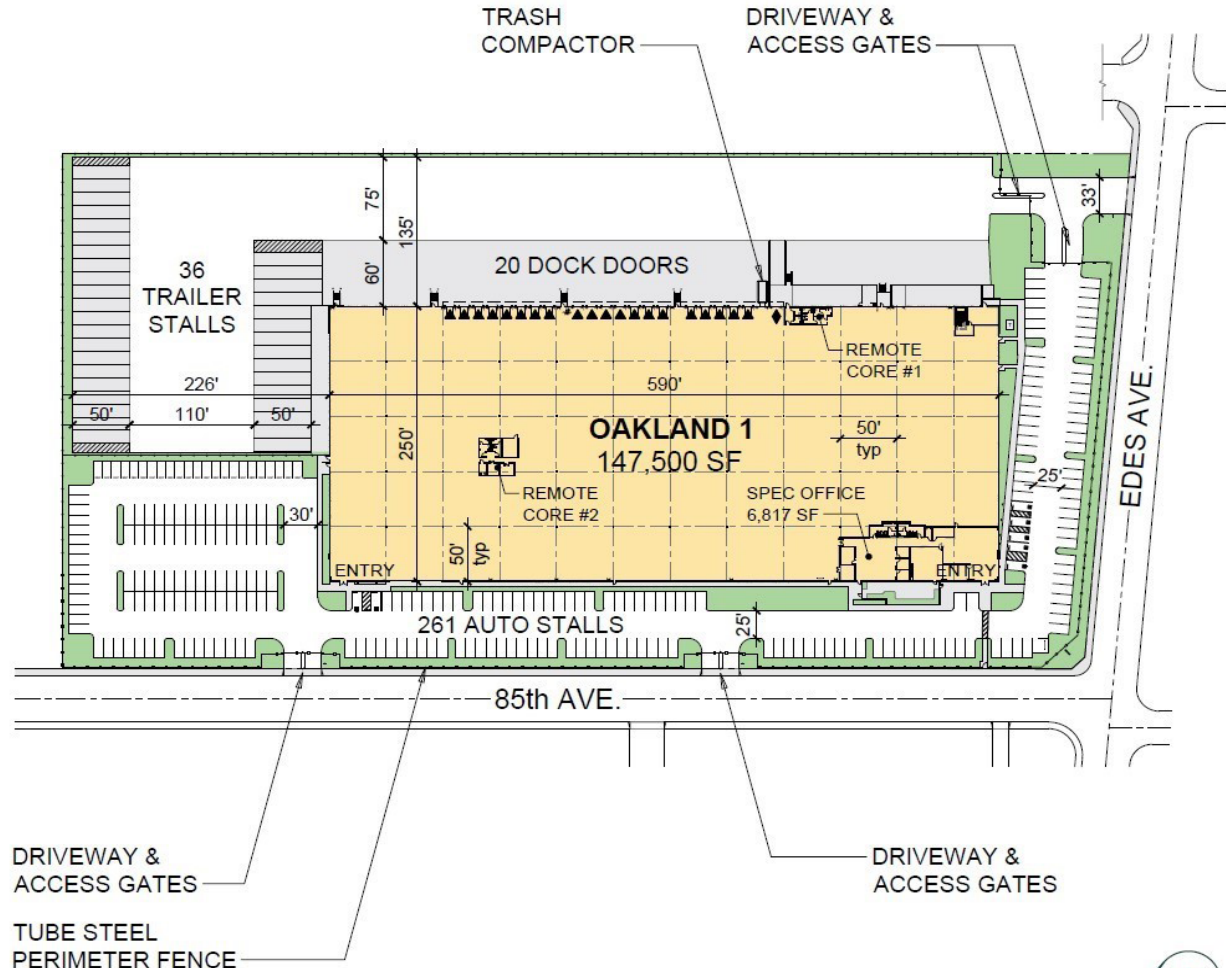 TRASH
COMPACTOR
DRIVEWAY &
ACCESS GATES
75'
135'
33'
60'
20 DOCK DOORS
36
TRAILER
STALLS
REMOTE
CORE #1
226'
590'
50'
110'
50'
250'
OAKLAND 1
147,500 SF
50'
typ
EDES AVE.
25'
REMOTE
CORE #2
SPEC OFFICE
6,817 SF
30'
50'
typ
ENTRY
ENTRY
261 AUTO STALLS
25'
85th AVE.
DRIVEWAY &
ACCESS GATES
DRIVEWAY &
ACCESS GATES
TUBE STEEL
PERIMETER FENCE